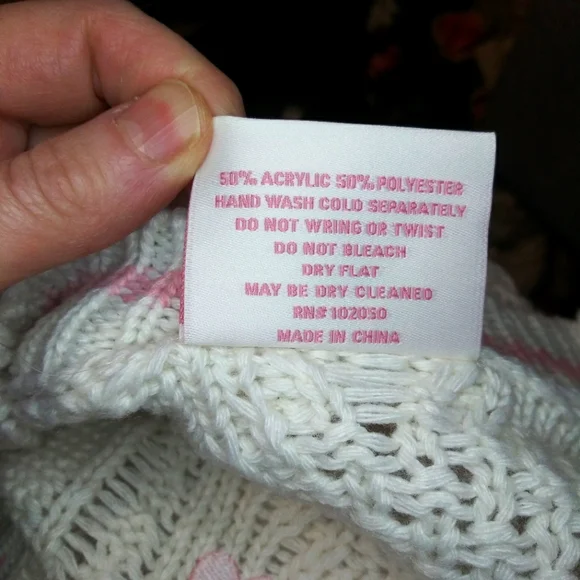 50% ACRYLIC 50% POLYESTER
HAND WASH COLD SEPARATELY
DO NOT WRING OR TWIST
DO NOT BLEACH
DRY FLAT
MAY BE DRY CLEANED
RN# 102050
MADE IN CHINA